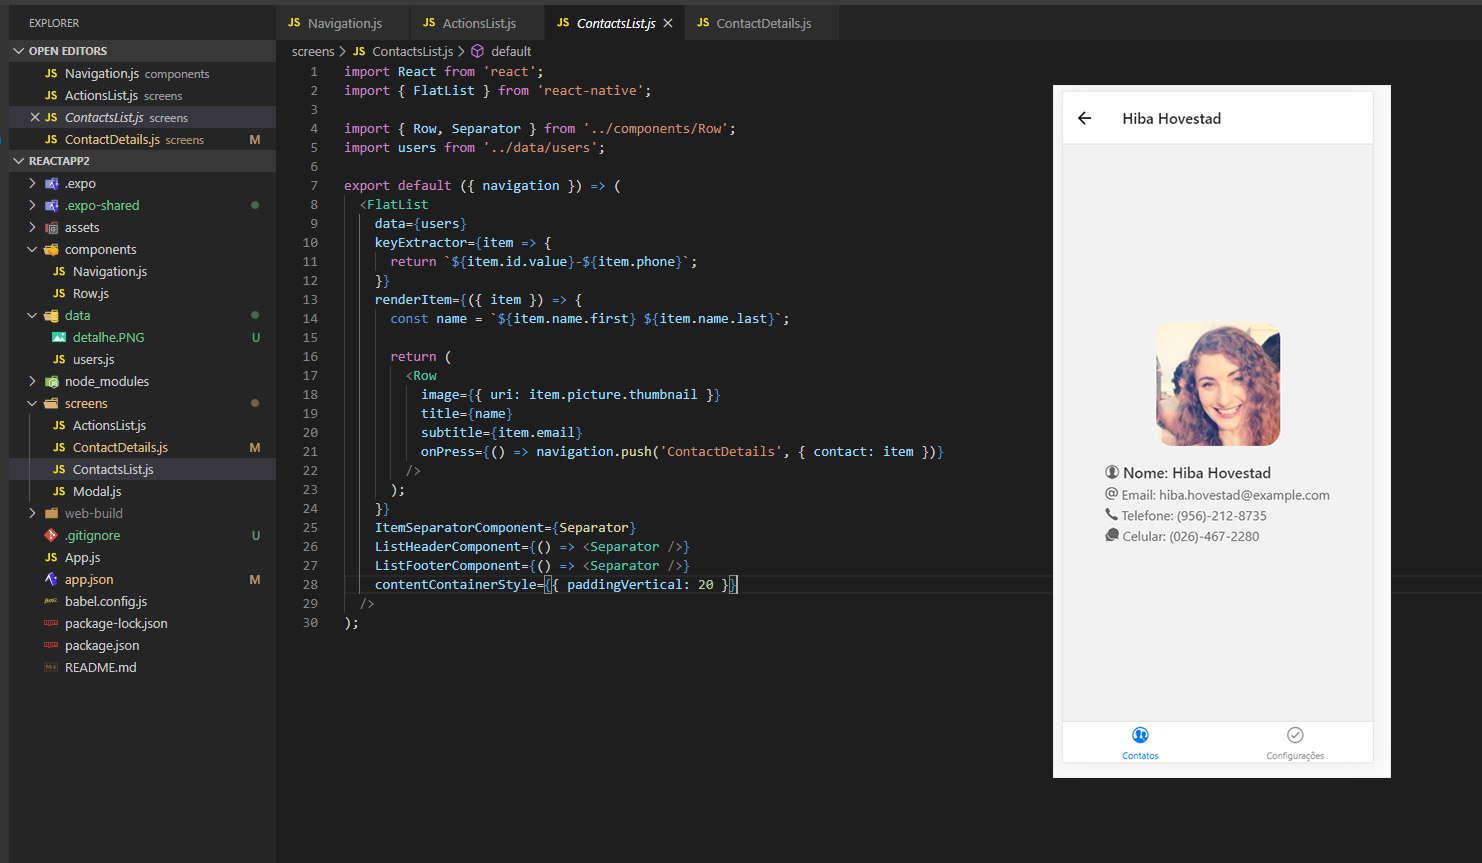 EXPLORER
OPEN EDITORS
JS Navigation.js components
JS ActionsList.js screens
JS ContactsList.js screens
JS ContactDetails.js screens M
REACTAPP2
.expo
.expo-shared
assets
components
JS Navigation.js
JS Row.js
data
detalhe.PNG U
JS users.js
node_modules
screens
JS ActionsList.js
JS ContactDetails.js M
JS ContactsList.js
JS Modal.js
web-build
.gitignore U
JS App.js
app.json M
babel.config.js
package-lock.json
package.json
README.md
JS Navigation.js JS ActionsList.js JS ContactsList.js JS ContactDetails.js
screens > JS ContactsList.js > default
1 import React from 'react';
2 import { FlatList } from 'react-native';
3
4 import { Row, Separator } from '../components/Row';
5 import users from '../data/users';
6
7 export default ({ navigation }) => (
8 <FlatList
9 data={users}
10 keyExtractor={item => {
11 return `${item.id.value}-${item.phone}`;
12 }}
13 renderItem={({ item }) => {
14 const name = `${item.name.first} ${item.name.last}`;
15
16 return (
17 <Row
18 image={{ uri: item.picture.thumbnail }}
19 title={name}
20 subtitle={item.email}
21 onPress={() => navigation.push('ContactDetails', { contact: item })}
22 />
23 );
24 }}
25 ItemSeparatorComponent={Separator}
26 ListHeaderComponent={() => <Separator />}
27 ListFooterComponent={() => <Separator />}
28 contentContainerStyle={{ paddingVertical: 20 }}
29 />
30 );
Hiba Hovestad
Nome: Hiba Hovestad
Email: hiba.hovestad@example.com
Telefone: (956)-212-8735
Celular: (026)-467-2280
Contatos Configurações